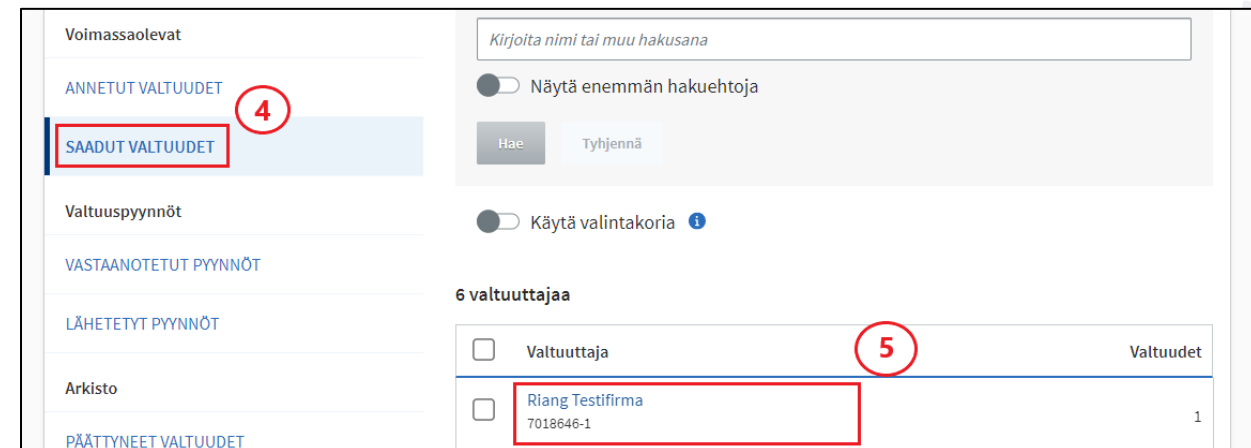 Voimassaolevat
ANNETUT VALTUUDET
4
SAADUT VALTUUDET
Valtuuspyynnöt
VASTAANOTETUT PYYNNÖT
LÄHETETYT PYYNNÖT
Arkisto
PÄÄTTYNEET VALTUUDET
Kirjoita nimi tai muu hakusana
Näytä enemmän hakuehtoja
Hae Tyhjennä
Käytä valintakoria i
6 valtuuttajaa
Valtuuttaja 5 Valtuudet
Riang Testifirma
7018646-1 1